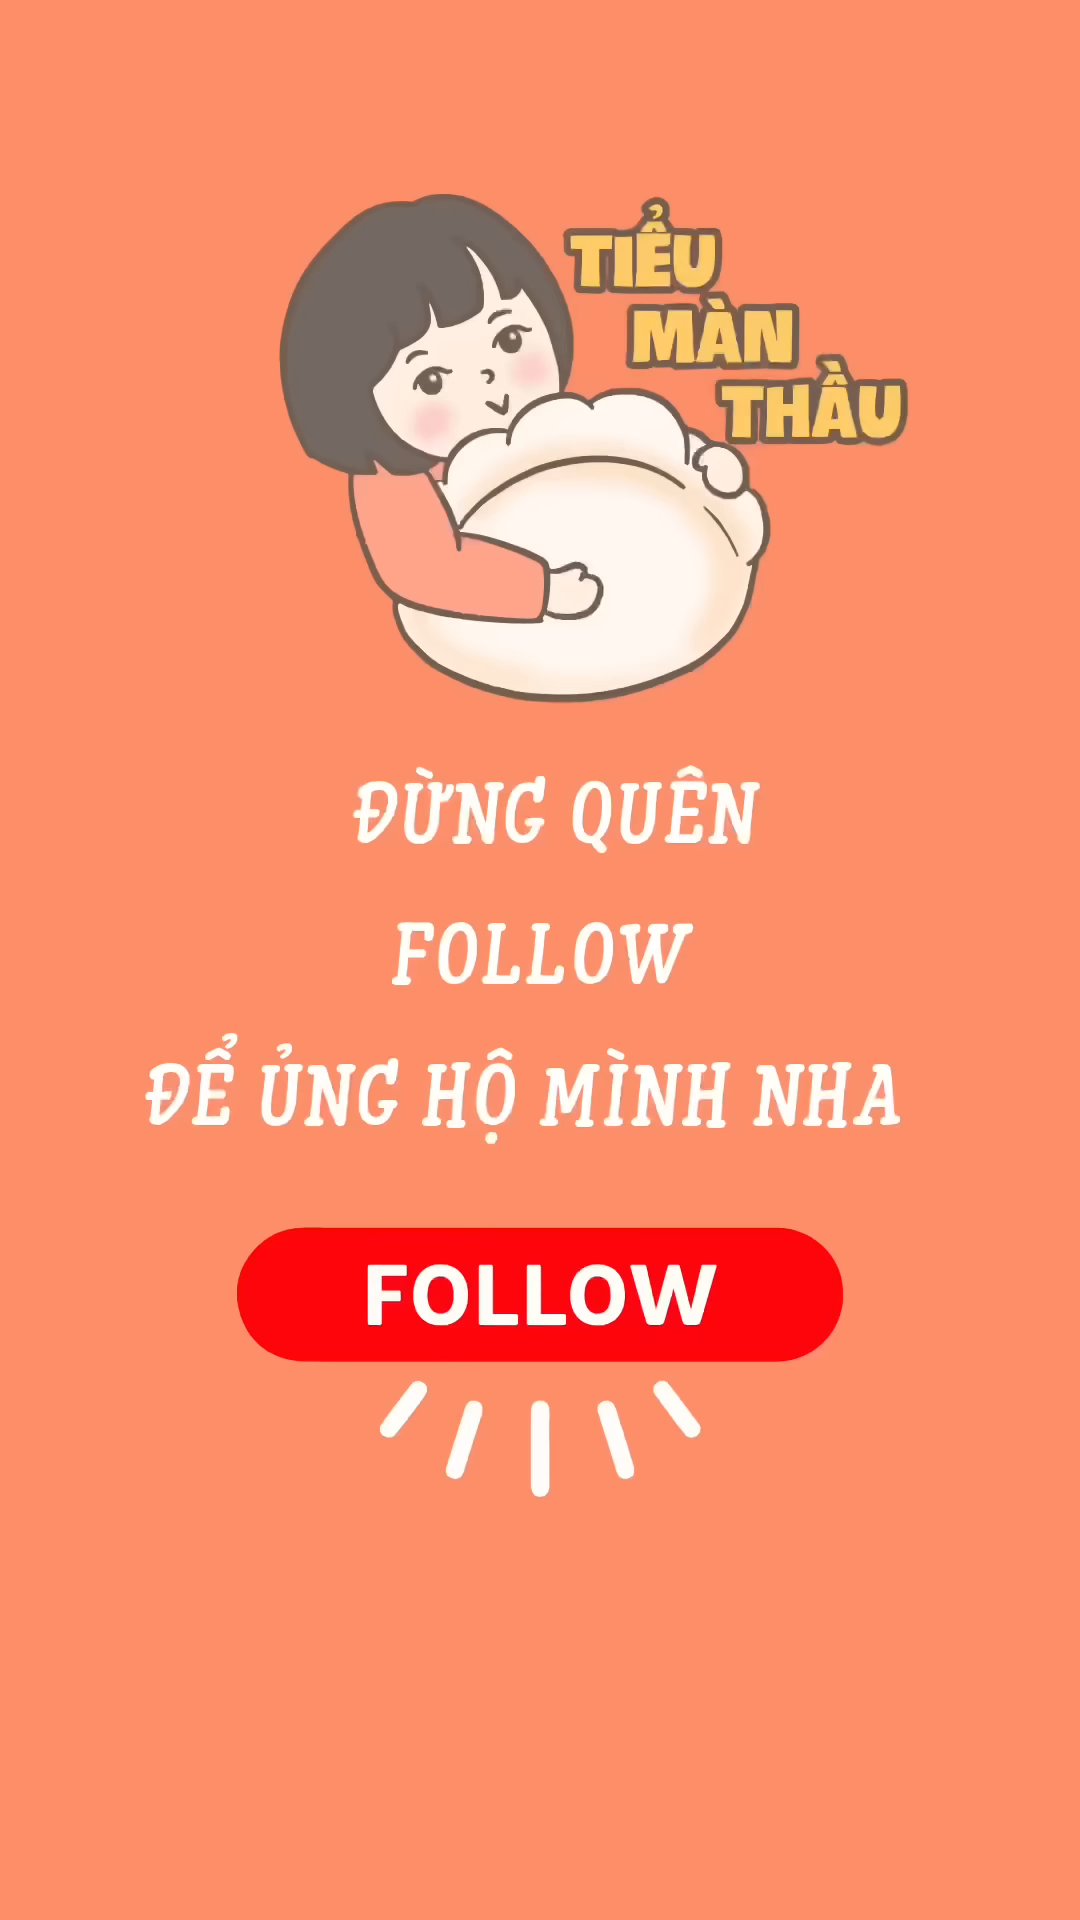 TIỂU
MÀN
THẦU
ĐỪNG QUÊN
FOLLOW
ĐỂ ỦNG HỘ MÌNH NHA
FOLLOW